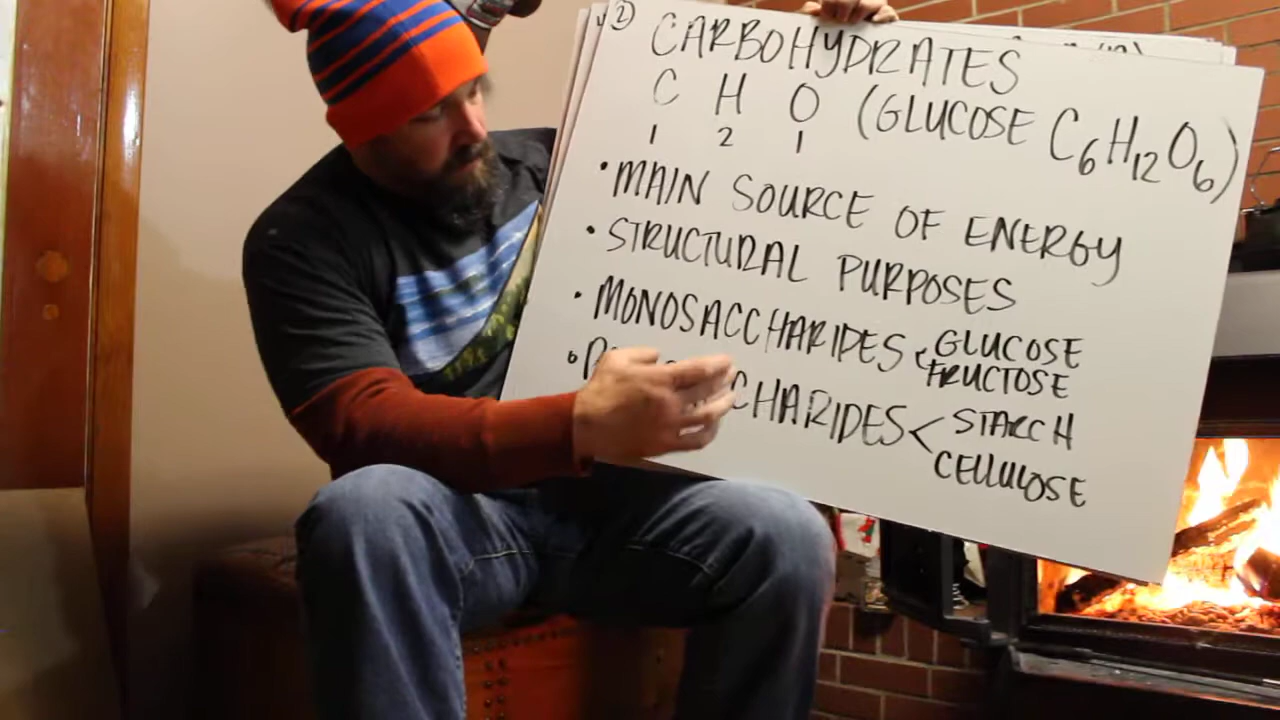 ② CARBOHYDRATES
C H O (GLUCOSE C6H12O6)
1 2 1
• MAIN SOURCE OF ENERGY
• STRUCTURAL PURPOSES
• MONOSACCHARIDES < GLUCOSE
FRUCTOSE
CHARIDES < STARCH
CELLULOSE